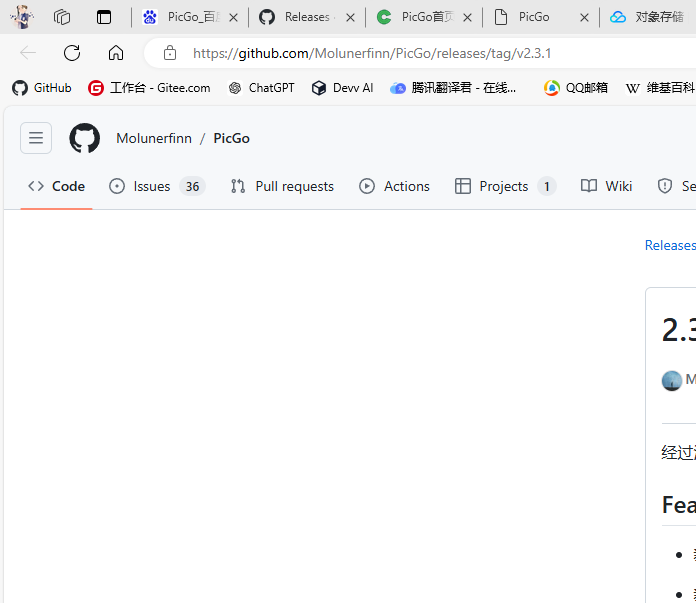 PicGo_百度
Releases ·
PicGo首页
PicGo
对象存储
https://github.com/Molunerfinn/PicGo/releases/tag/v2.3.1
GitHub
工作台 - Gitee.com
ChatGPT
Devv AI
腾讯翻译君 - 在线...
QQ邮箱
W 维基百科
Molunerfinn / PicGo
Code
Issues 36
Pull requests
Actions
Projects 1
Wiki
Se
Releases
2.3
M
经过
Fea